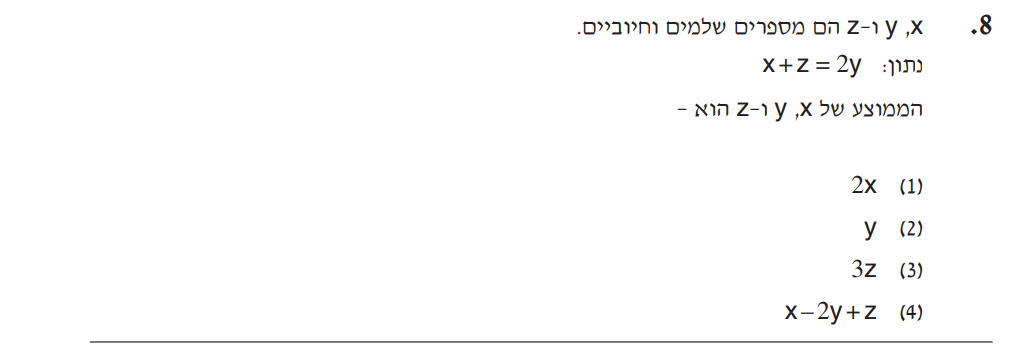 8. x, y ו-z הם מספרים שלמים וחיוביים.
נתון: x+z = 2y
הממוצע של x, y ו-z הוא -
(1) 2x
(2) y
(3) 3z
(4) x-2y+z